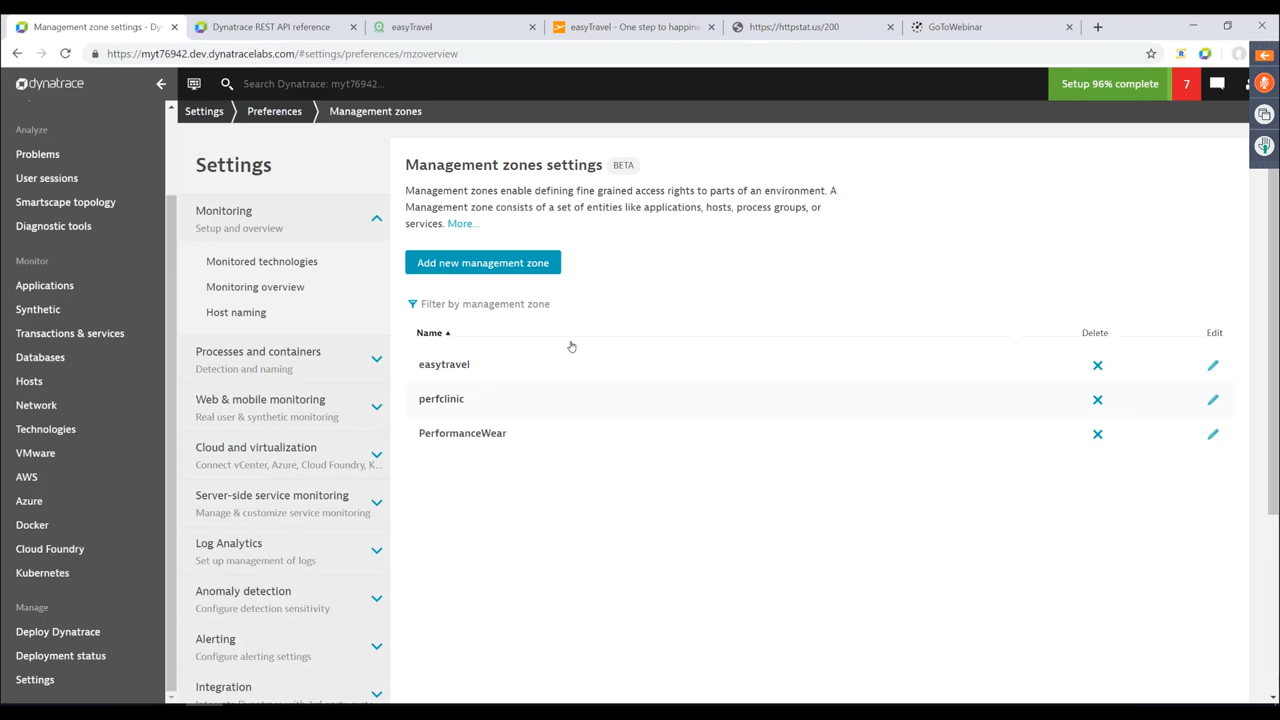 Management zone settings - Dy
Dynatrace REST API reference
easyTravel
easyTravel - One step to happine
https://httpstat.us/200
GoToWebinar
https://myt76942.dev.dynatracelabs.com/#settings/preferences/mzoverview
dynatrace
Search Dynatrace: myt76942...
Setup 96% complete
7
Settings
Preferences
Management zones
Analyze
Problems
User sessions
Smartscape topology
Diagnostic tools
Monitor
Applications
Synthetic
Transactions & services
Databases
Hosts
Network
Technologies
VMware
AWS
Azure
Docker
Cloud Foundry
Kubernetes
Manage
Deploy Dynatrace
Deployment status
Settings
Settings
Monitoring
Setup and overview
Monitored technologies
Monitoring overview
Host naming
Processes and containers
Detection and naming
Web & mobile monitoring
Real user & synthetic monitoring
Cloud and virtualization
Connect vCenter, Azure, Cloud Foundry, K...
Server-side service monitoring
Manage & customize service monitoring
Log Analytics
Set up management of logs
Anomaly detection
Configure detection sensitivity
Alerting
Configure alerting settings
Integration
Management zones settings BETA
Management zones enable defining fine grained access rights to parts of an environment. A
Management zone consists of a set of entities like applications, hosts, process groups, or
services. More...
Add new management zone
Filter by management zone
Name Delete Edit
easytravel
perfclinic
PerformanceWear